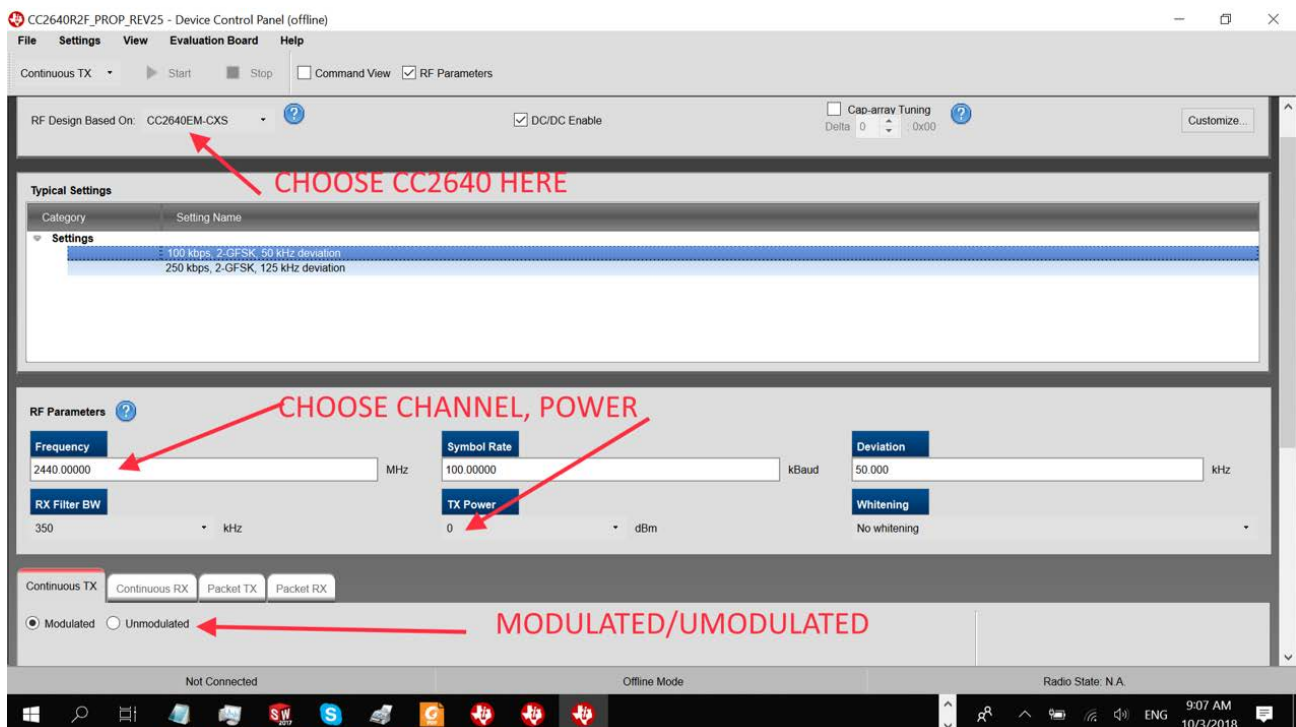 CC2640R2F_PROP_REV25 - Device Control Panel (offline)
File Settings View Evaluation Board Help
Continuous TX Start Stop Command View RF Parameters
RF Design Based On: CC2640EM-CXS DC/DC Enable Cap-array Tuning
Delta 0 : 0x00
Customize...
CHOOSE CC2640 HERE
Typical Settings
Category Setting Name
Settings
100 kbps, 2-GFSK, 50 kHz deviation
250 kbps, 2-GFSK, 125 kHz deviation
RF Parameters
CHOOSE CHANNEL, POWER
Frequency Symbol Rate Deviation
2440.00000 MHz 100.00000 kBaud 50.000 kHz
RX Filter BW TX Power Whitening
350 kHz 0 dBm No whitening
Continuous TX Continuous RX Packet TX Packet RX
Modulated Unmodulated
MODULATED/UMODULATED
Not Connected Offline Mode Radio State: N.A.
SW 2017 S G ENG 9:07 AM
10/3/2018